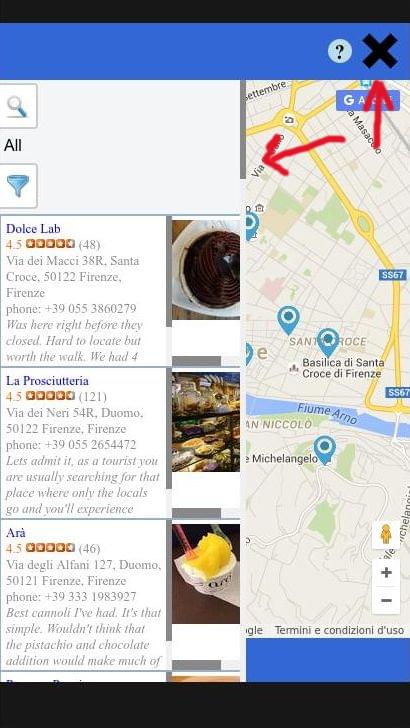 ?
G A
All
Dolce Lab
4.5 (48)
Via dei Macci 38R, Santa
Croce, 50122 Firenze,
Firenze
phone: +39 055 3860279
Was here right before they
closed. Hard to locate but
worth the walk. We had 4
La Prosciutteria
4.5 (121)
Via dei Neri 54R, Duomo,
50122 Firenze, Firenze
phone: +39 055 2654472
Lets admit it, as a tourist you
are usually searching for that
place where only the locals
go and you'll experience
Arà
4.5 (46)
Via degli Alfani 127, Duomo,
50121 Firenze, Firenze
phone: +39 333 1983927
Best cannoli I've had. It's that
simple. Wouldn't think that
the pistachio and chocolate
addition would make much of
Settembre
Via Masaccio
Via
SS67
SANTA CROCE
e
Basilica di Santa
Croce di Firenze
SS67
Fiume Arno
AN NICCOLÒ
e Michelangelo
Michele
+
−
ogle Termini e condizioni d'uso